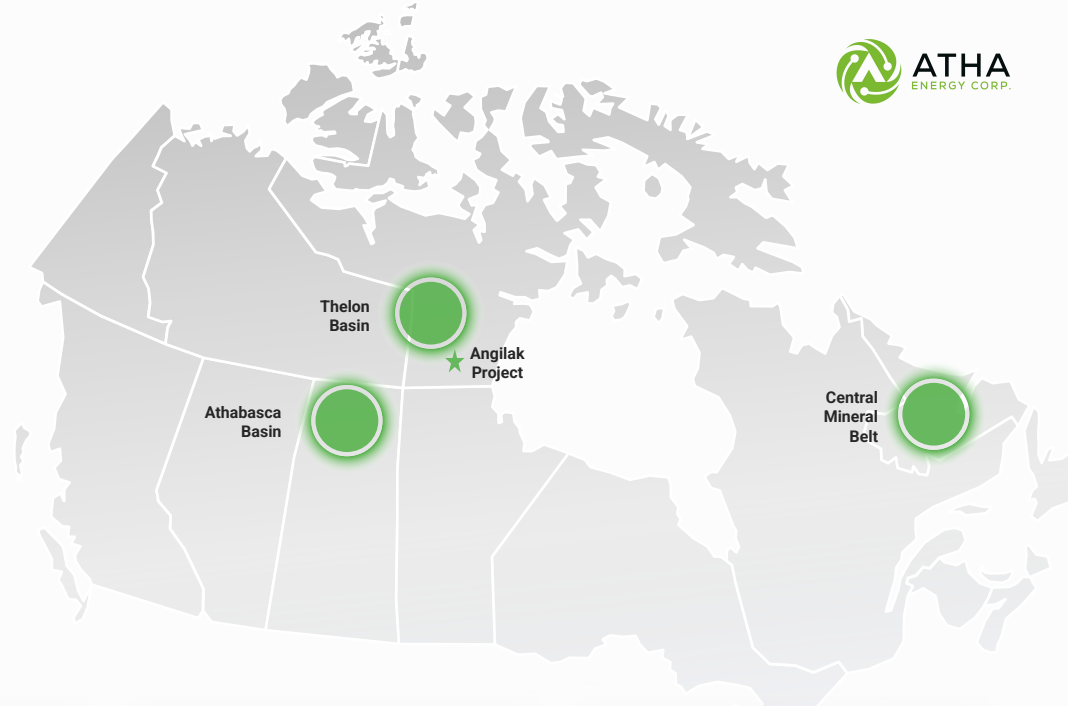 ATHA
ENERGY CORP.
Thelon
Basin
Angilak
Project
Athabasca
Basin
Central
Mineral
Belt